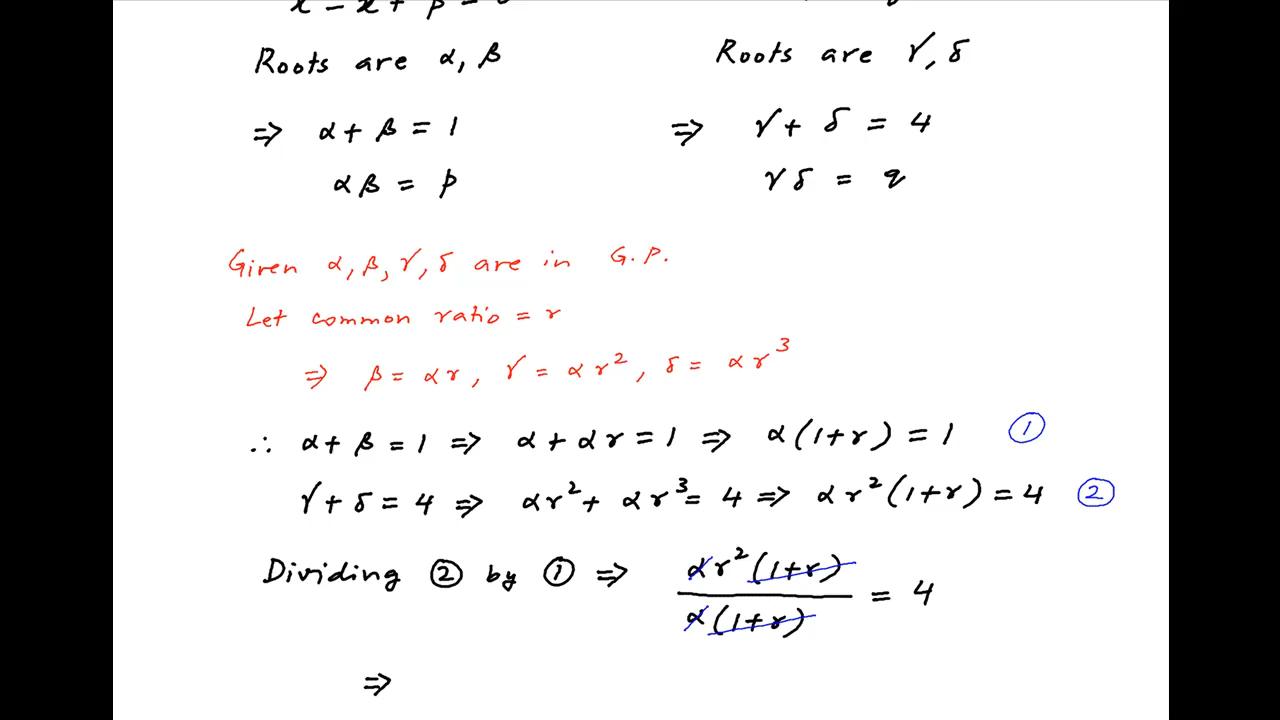 Roots are α, β
Roots are γ, δ
⇒ α + β = 1
⇒ γ + δ = 4
αβ = p
γδ = q
Given α, β, γ, δ are in G.P.
Let common ratio = r
⇒ β = αr, γ = αr², δ = αr³
∴ α + β = 1 ⇒ α + αr = 1 ⇒ α(1+r) = 1 ①
γ + δ = 4 ⇒ αr² + αr³ = 4 ⇒ αr²(1+r) = 4 ②
Dividing ② by ① ⇒ αr²(1+r) / α(1+r) = 4
⇒